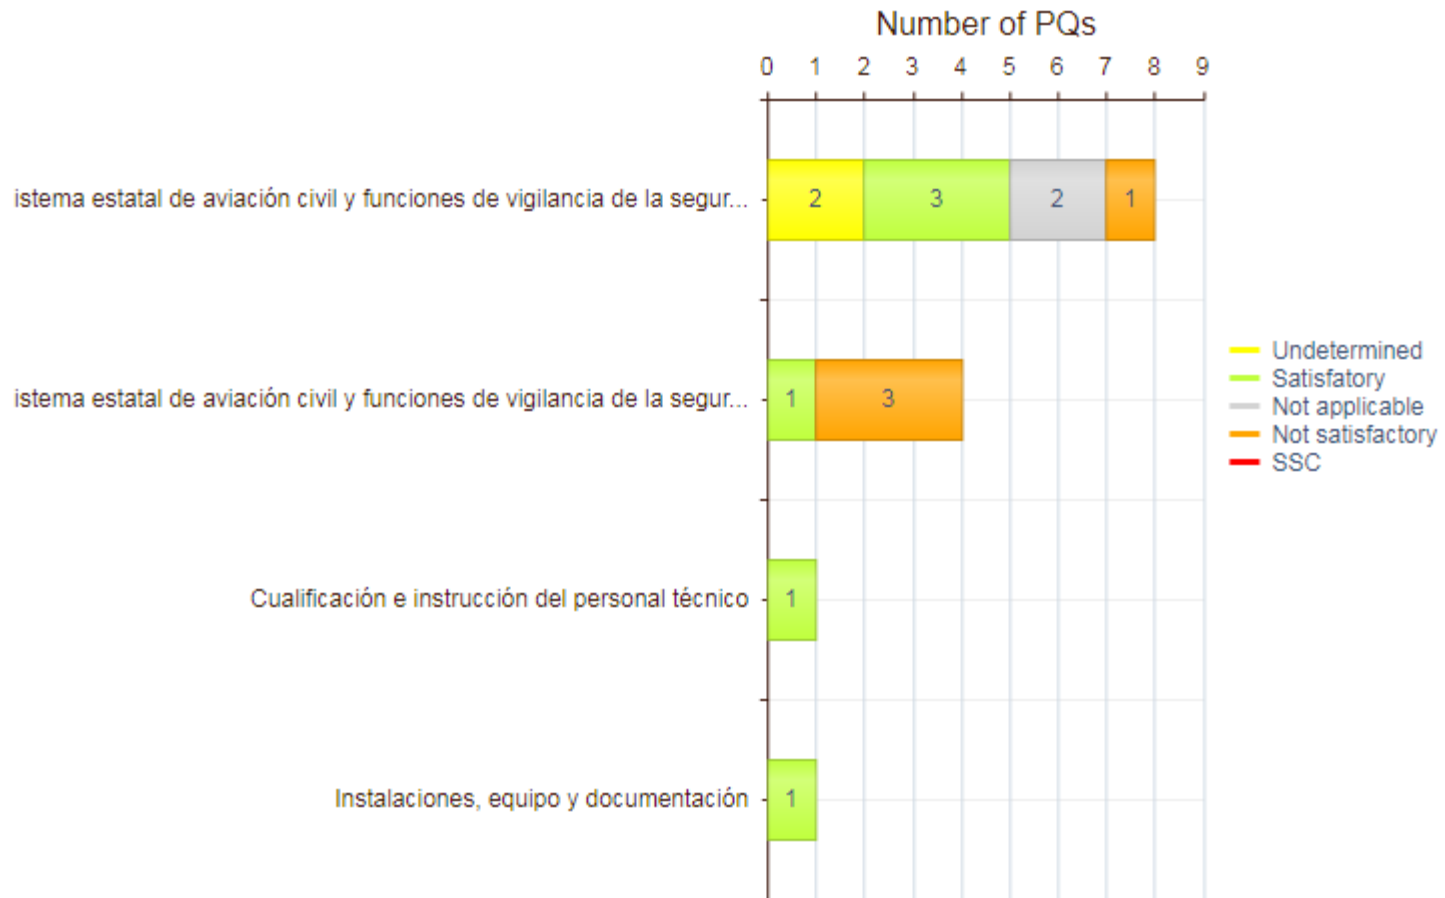 Number of PQs
0 1 2 3 4 5 6 7 8 9
istema estatal de aviación civil y funciones de vigilancia de la segur...
2 3 2 1
istema estatal de aviación civil y funciones de vigilancia de la segur...
1 3
Undetermined
Satisfatory
Not applicable
Not satisfactory
SSC
Cualificación e instrucción del personal técnico
1
Instalaciones, equipo y documentación
1